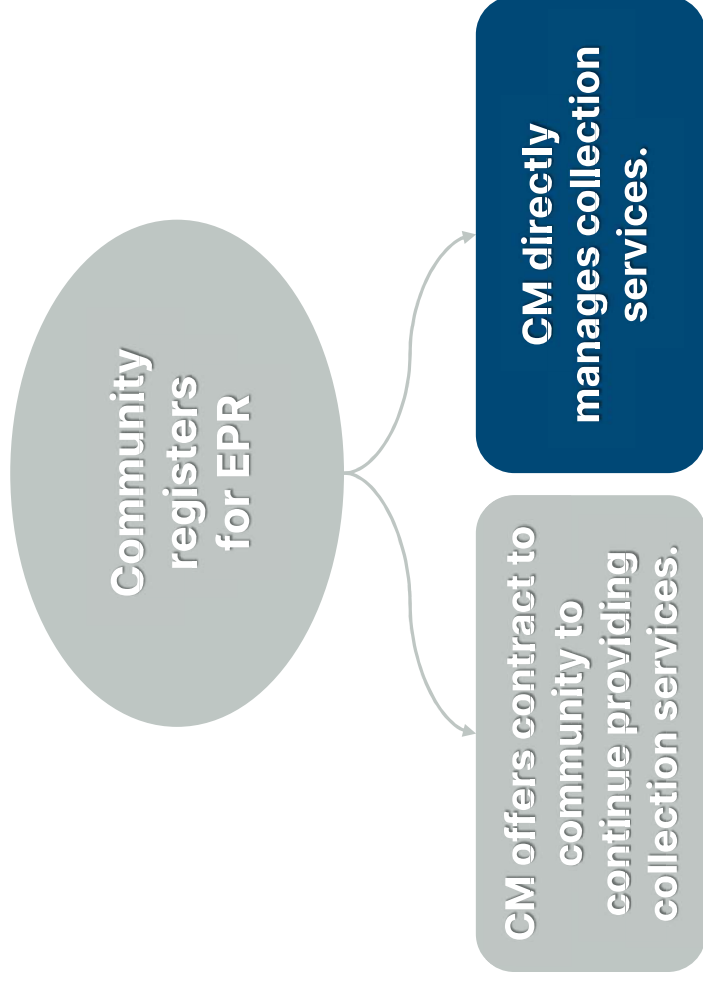 Community
registers
for EPR
CM offers contract to
community to
continue providing
collection services.
CM directly
manages collection
services.